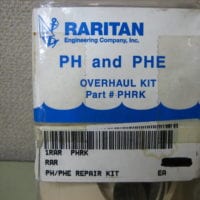 RARITAN
Engineering Company, Inc.
PH and PHE
OVERHAUL KIT
Part # PHRK
1RAR PHRK
RAR
PH/PHE REPAIR KIT EA